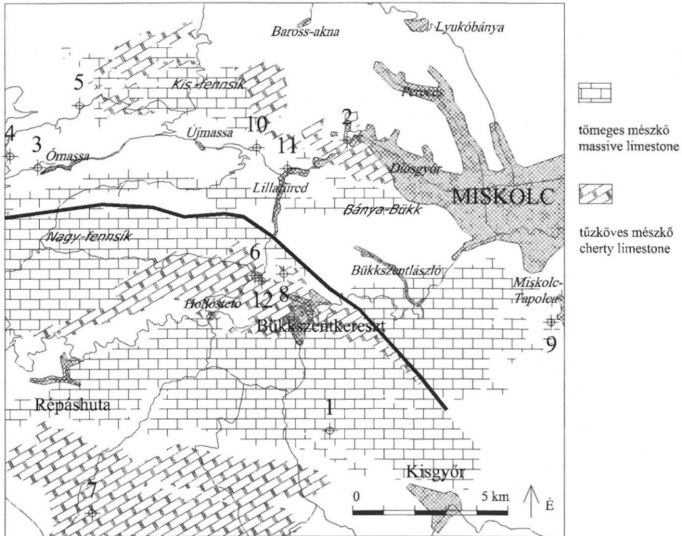 Baross-akna
Lyukóbánya
5
Kis-fennsík
Pereces
tömeges mészkő
massive limestone
10
2
4
3
Újmassa
11
Ómassa
Diósgyőr
Lillafüred
MISKOLC
Bánya-Bükk
tűzköves mészkő
cherty limestone
Nagy-fennsík
6
Bükkszentlászló
Miskolc-
Tapolca
12
8
Hollóstető
Bükkszentkereszt
9
Répáshuta
1
Kisgyőr
7
0
5 km
É